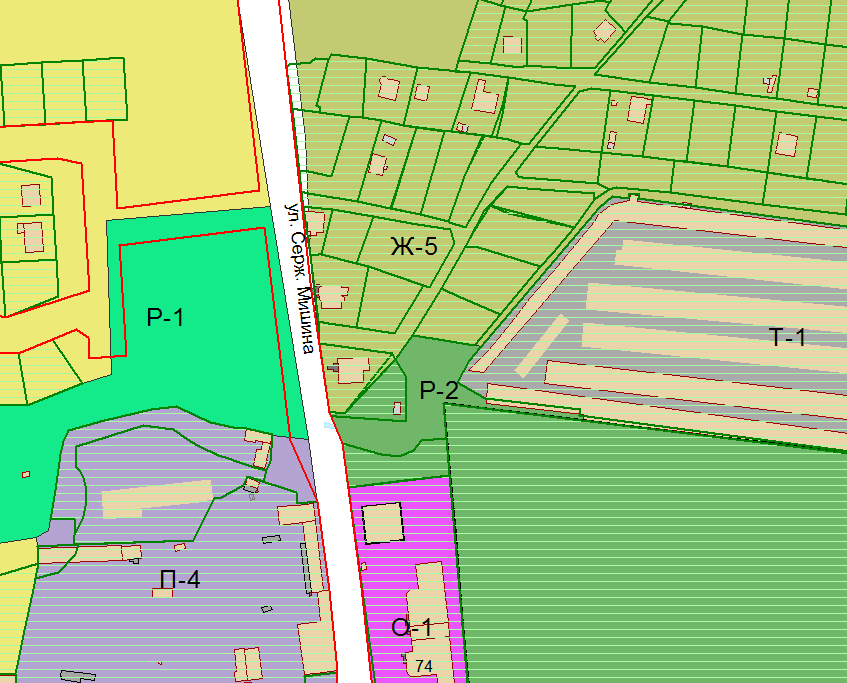 ул. Серж. Мишина
Ж-5
Р-1
Т-1
Р-2
П-4
О-1
74